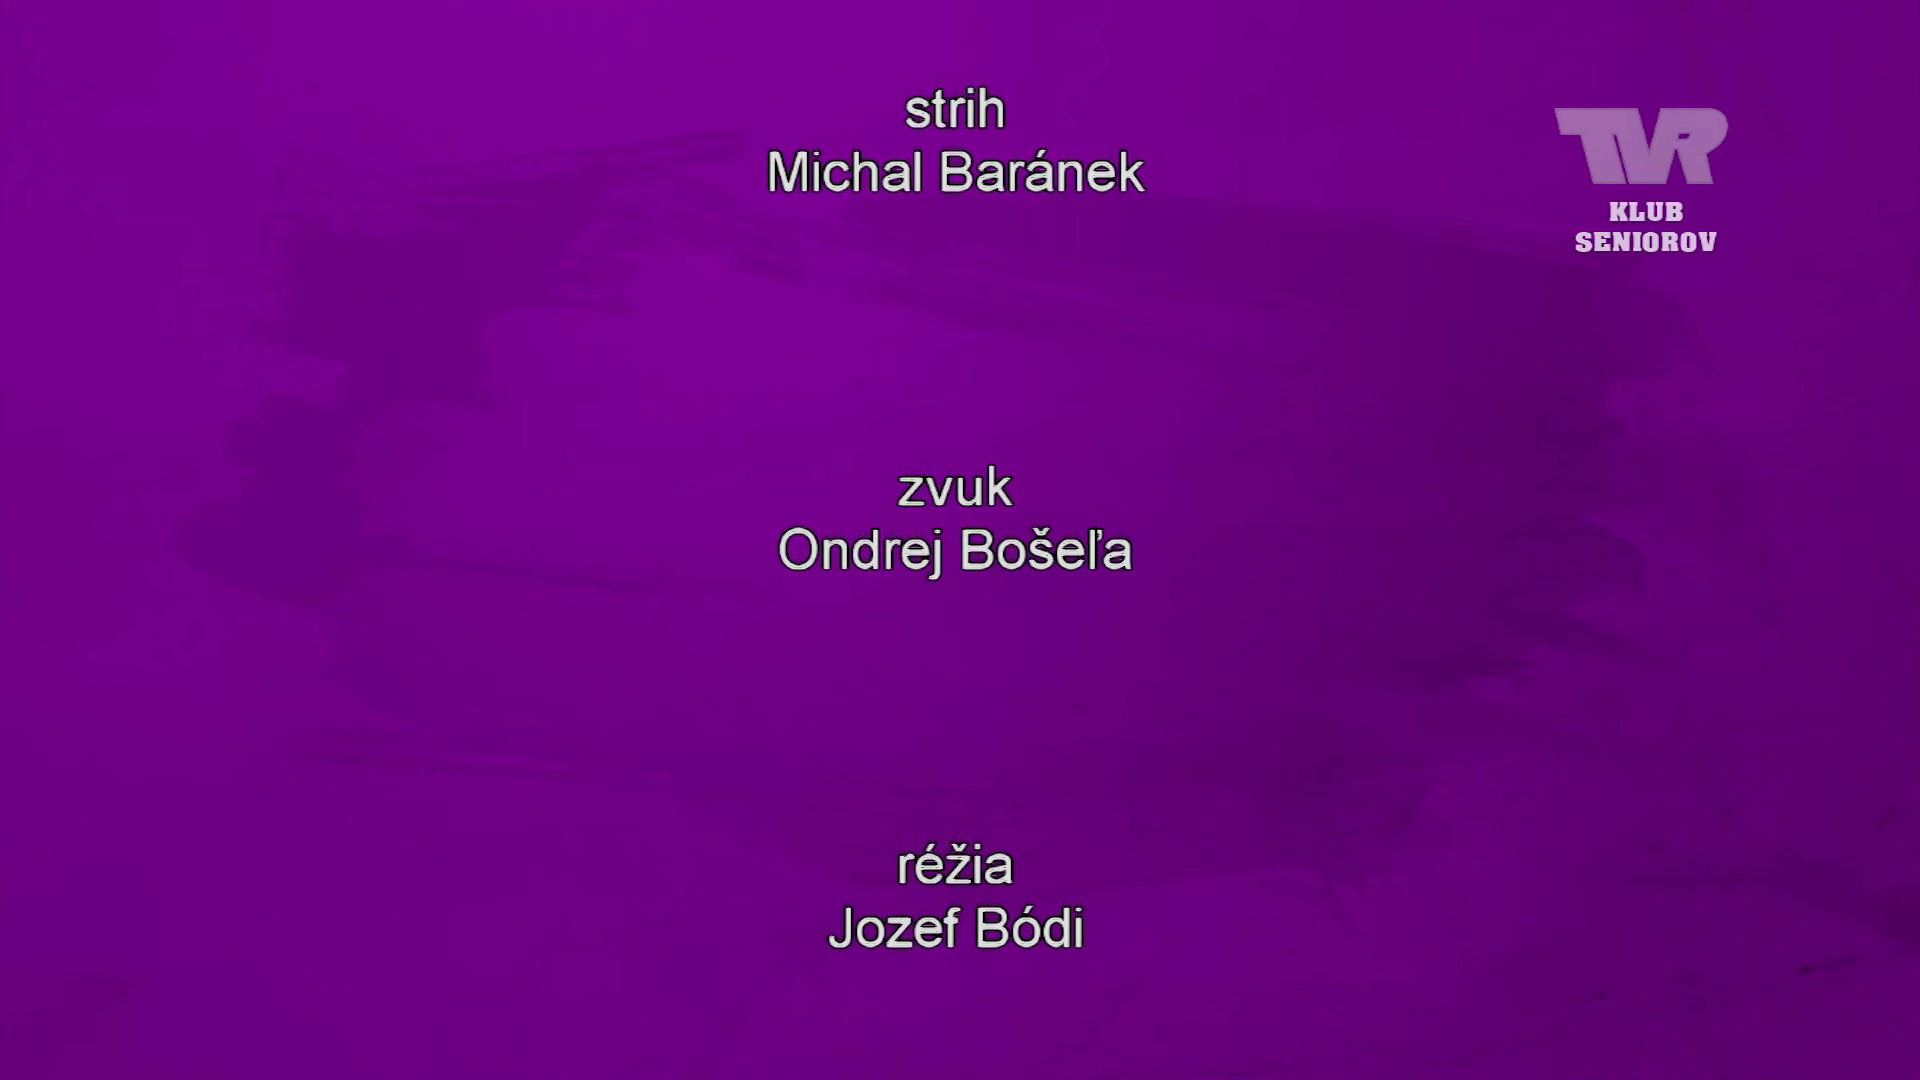 strih
Michal Baránek
TVR
KLUB
SENIOROV
zvuk
Ondrej Bošeľa
réžia
Jozef Bódi